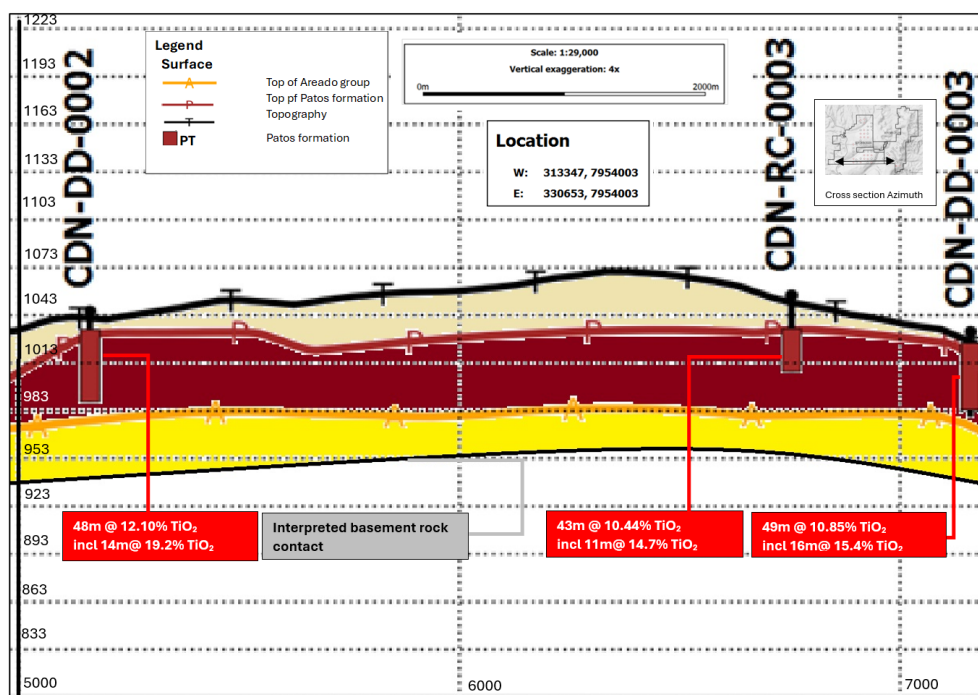 1223
1193
1163
1133
1103
1073
1043
1013
983
953
923
893
863
833
5000
6000
7000
CDN-DD-0002
CDN-RC-0003
CDN-DD-0003
Legend
Surface
A
Top of Areado group
P
Top pf Patos formation
T
Topography
PT
Patos formation
Scale: 1:29,000
Vertical exaggeration: 4x
0m
2000m
Location
W: 313347, 7954003
E: 330653, 7954003
Cross section Azimuth
P P P P P P
A A A A A A
48m @ 12.10% TiO₂
incl 14m@ 19.2% TiO₂
Interpreted basement rock
contact
43m @ 10.44% TiO₂
incl 11m@ 14.7% TiO₂
49m @ 10.85% TiO₂
incl 16m@ 15.4% TiO₂